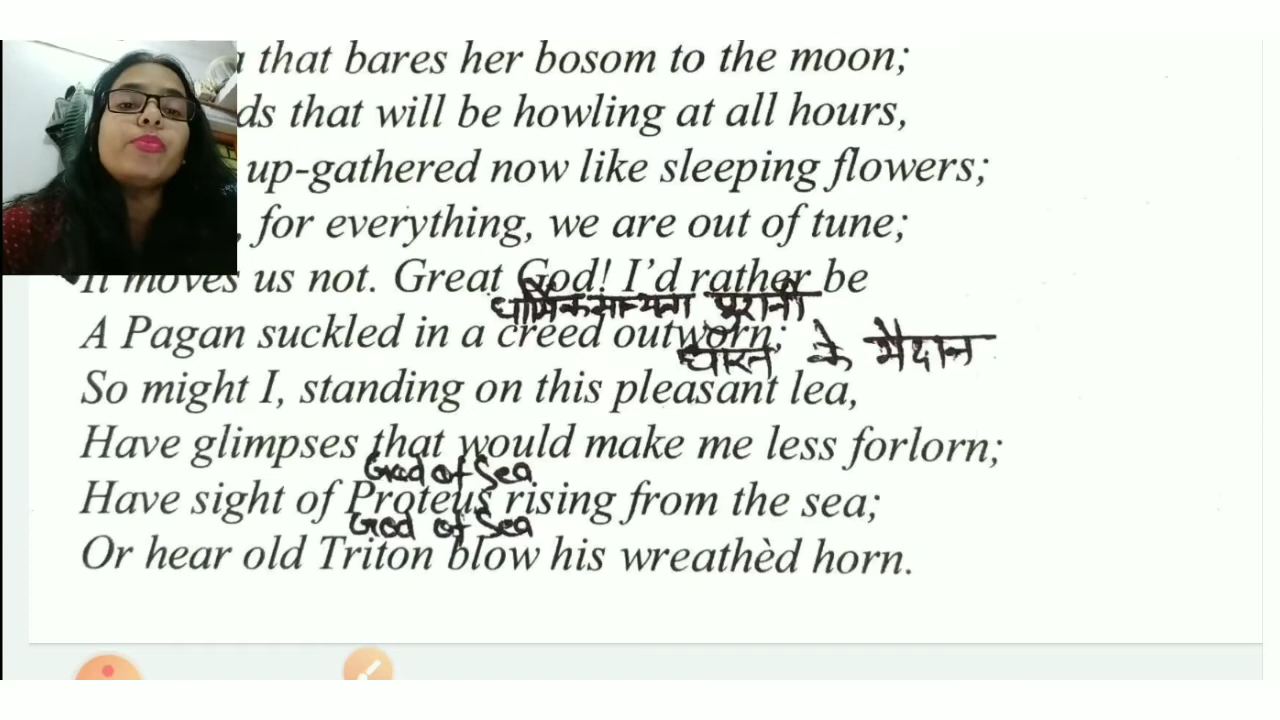 that bares her bosom to the moon;
that will be howling at all hours,
up-gathered now like sleeping flowers;
for everything, we are out of tune;
It moves us not. Great God! I'd rather be
धार्मिक मान्यता पुरानी
A Pagan suckled in a creed outworn;
घास के मैदान
So might I, standing on this pleasant lea,
Have glimpses that would make me less forlorn;
God of Sea
Have sight of Proteus rising from the sea;
God of Sea
Or hear old Triton blow his wreathèd horn.